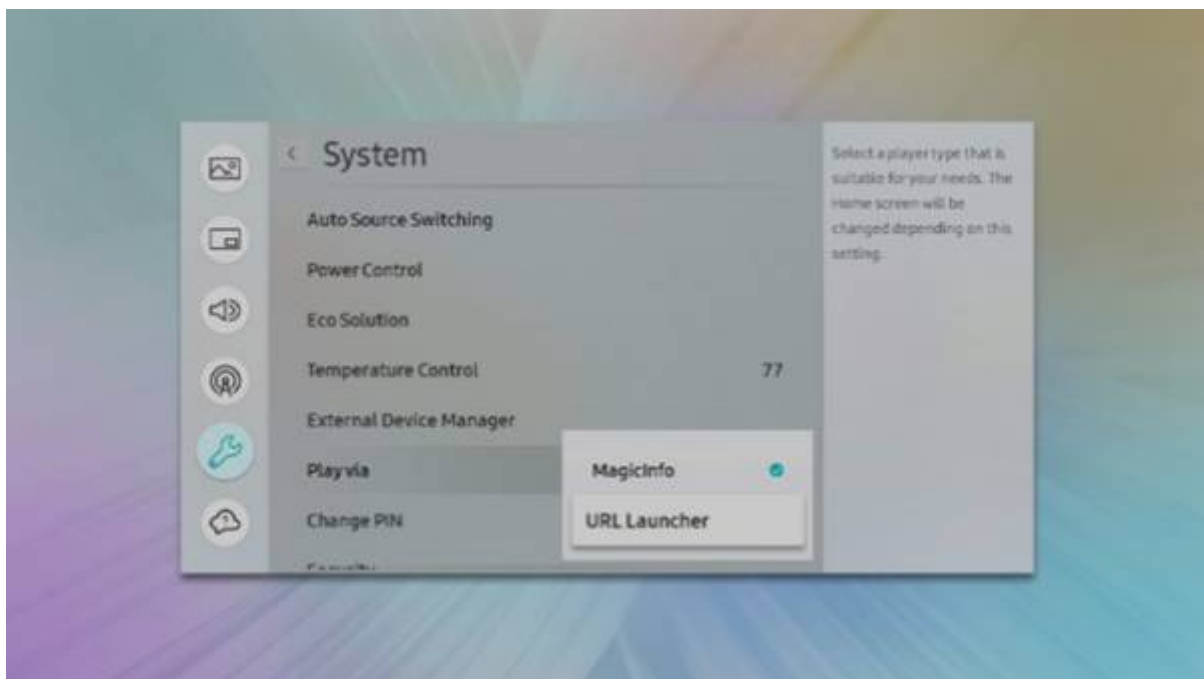 System
Auto Source Switching
Power Control
Eco Solution
Temperature Control 77
External Device Manager
Play via
MagicInfo
URL Launcher
Change PIN
Security
Select a player type that is
suitable for your needs. The
Home screen will be
changed depending on this
setting.